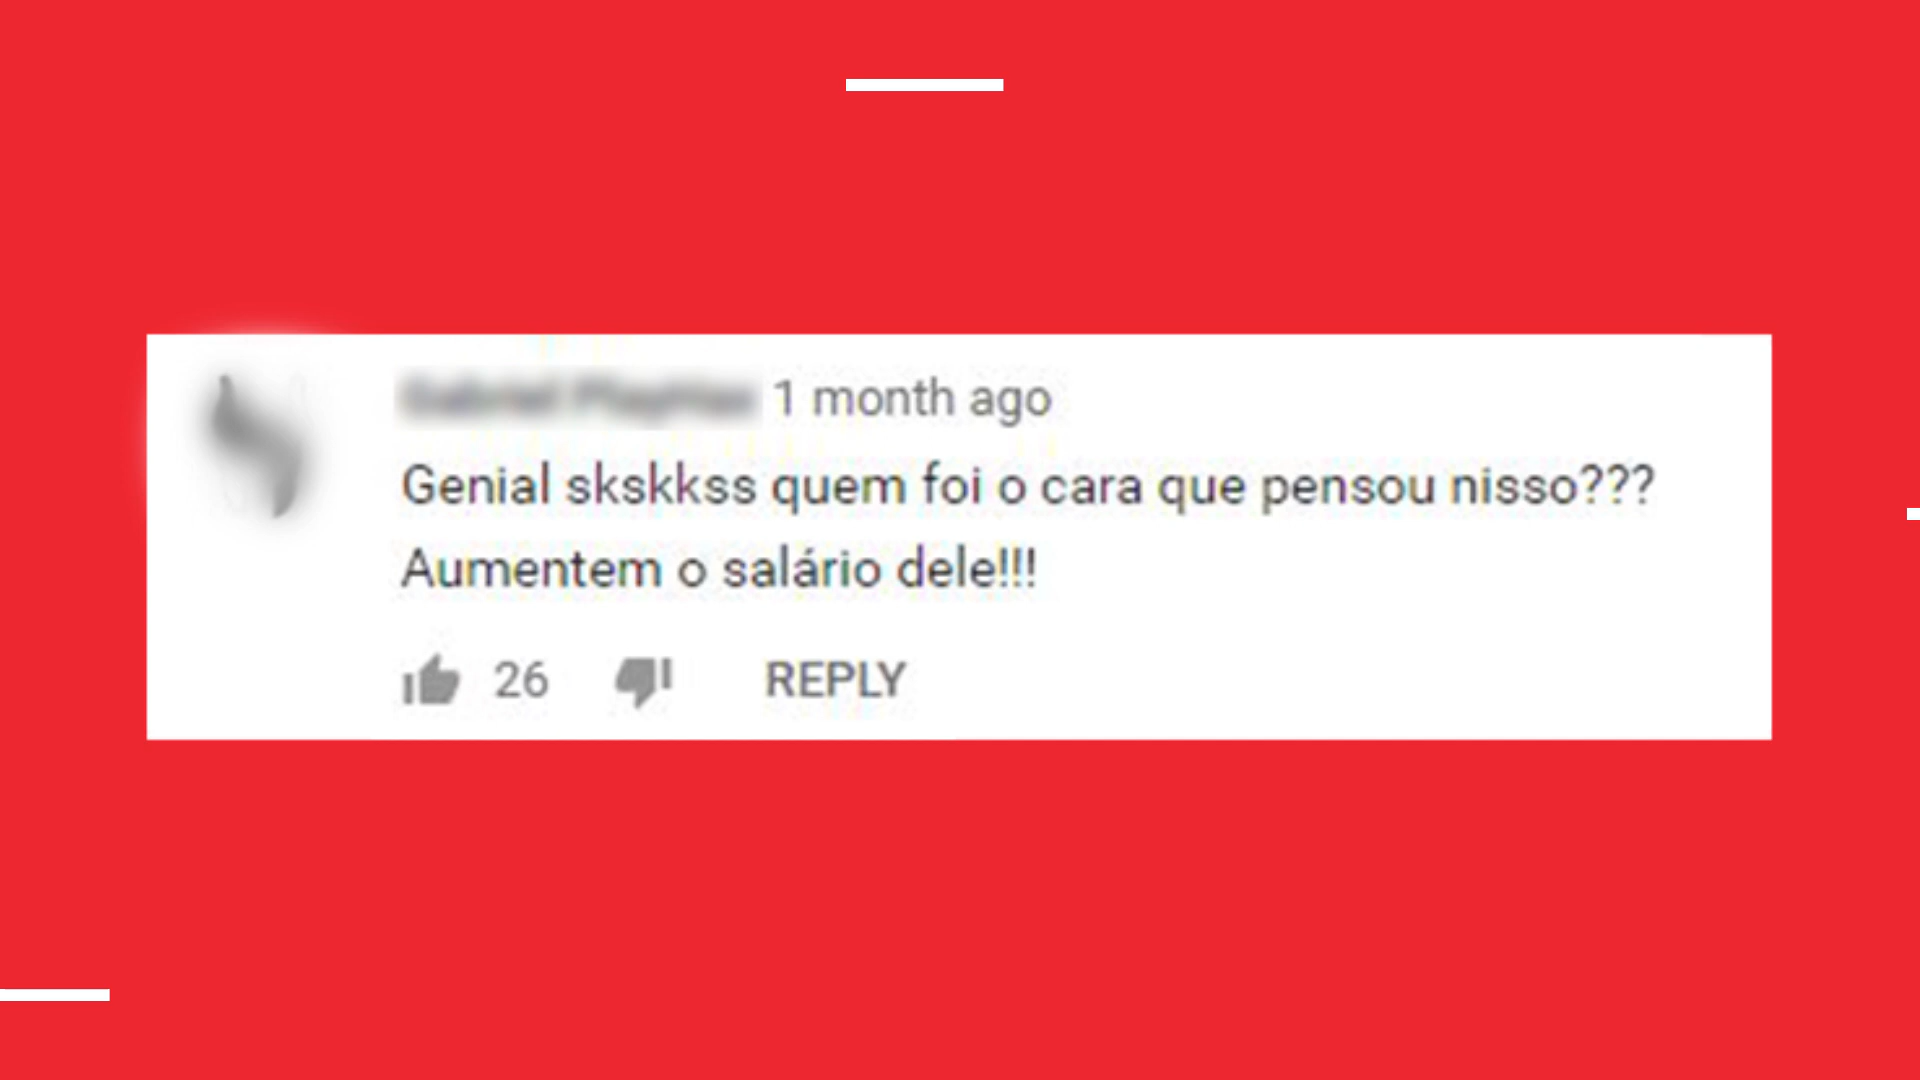 1 month ago
Genial skskkss quem foi o cara que pensou nisso???
Aumentem o salário dele!!!
26 REPLY